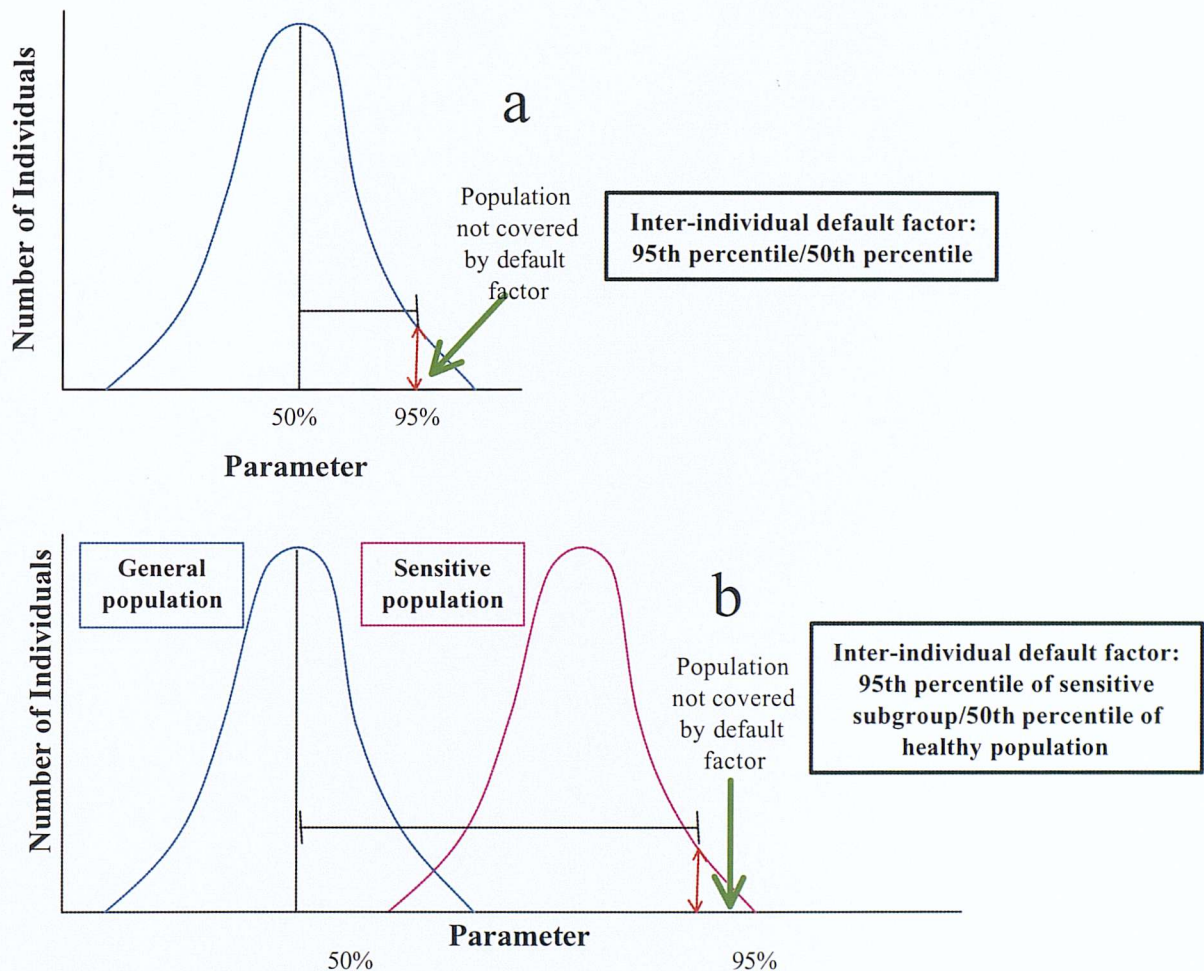 Number of Individuals
a
Population
not covered
by default
factor
Inter-individual default factor:
95th percentile/50th percentile
50%
95%
Parameter
Number of Individuals
General
population
Sensitive
population
b
Population
not covered
by default
factor
Inter-individual default factor:
95th percentile of sensitive
subgroup/50th percentile of
healthy population
Parameter
50%
95%